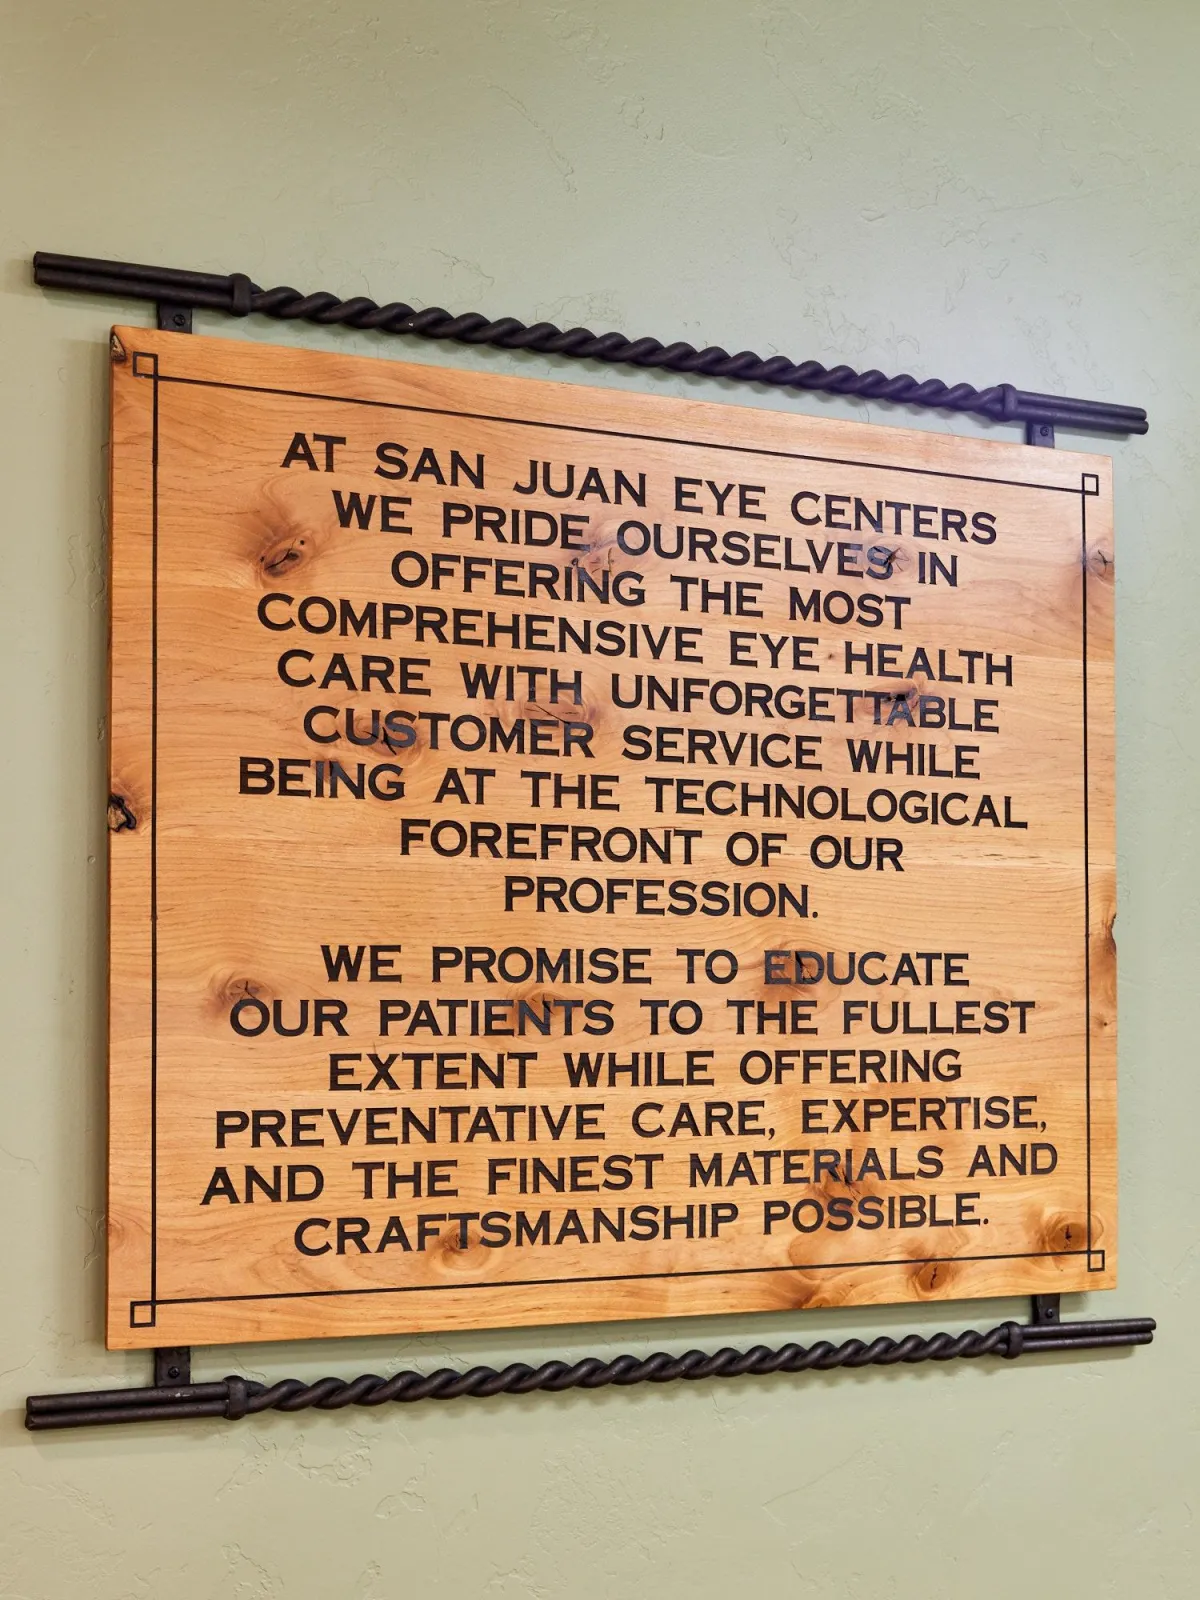 AT SAN JUAN EYE CENTERS
WE PRIDE OURSELVES IN
OFFERING THE MOST
COMPREHENSIVE EYE HEALTH
CARE WITH UNFORGETTABLE
CUSTOMER SERVICE WHILE
BEING AT THE TECHNOLOGICAL
FOREFRONT OF OUR
PROFESSION.
WE PROMISE TO EDUCATE
OUR PATIENTS TO THE FULLEST
EXTENT WHILE OFFERING
PREVENTATIVE CARE, EXPERTISE,
AND THE FINEST MATERIALS AND
CRAFTSMANSHIP POSSIBLE.